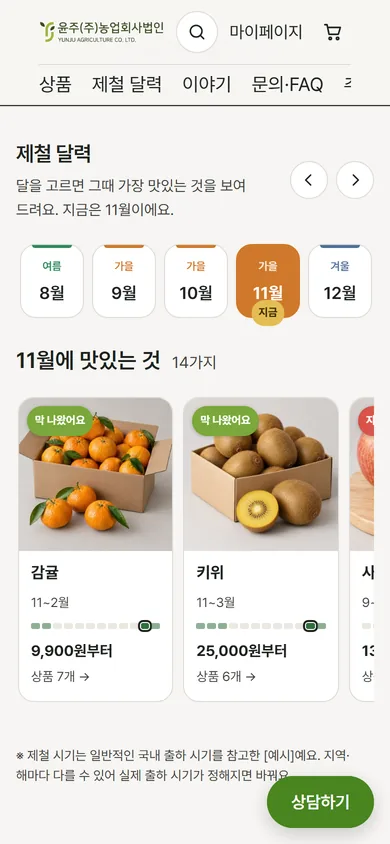 윤주(주)농업회사법인
YUNJU AGRICULTURE CO. LTD.
마이페이지
상품 제철 달력 이야기 문의·FAQ
제철 달력
달을 고르면 그때 가장 맛있는 것을 보여
드려요. 지금은 11월이에요.
여름 가을 가을 가을 겨울
8월 9월 10월 11월 12월
지금
11월에 맛있는 것 14가지
막 나왔어요 막 나왔어요
감귤 키위
11~2월 11~3월
9,900원부터 25,000원부터
상품 7개 → 상품 6개 →
※ 제철 시기는 일반적인 국내 출하 시기를 참고한 [예시]예요. 지역·
해마다 다를 수 있어 실제 출하 시기가 정해지면 바꿔요.
상담하기